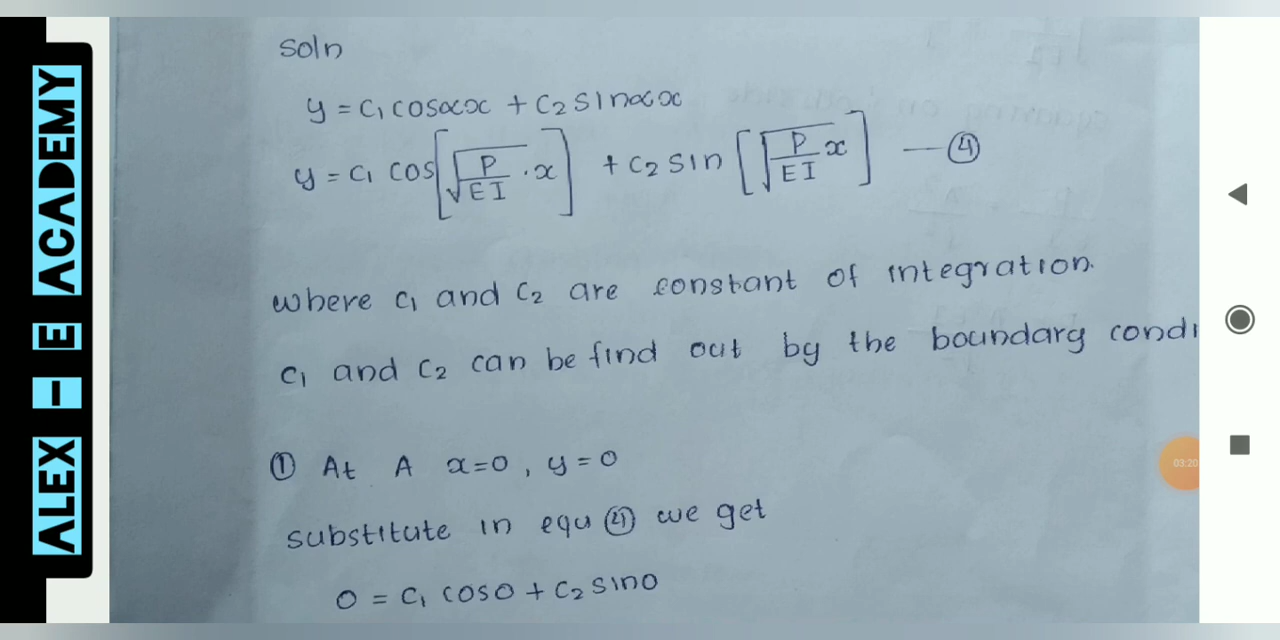 ALEX - E ACADEMY
Soln
y = C₁ cosαx + C₂ sinαx
y = C₁ cos[√(P/EI) · x] + C₂ sin [√(P/EI) x] — ④
where C₁ and C₂ are constant of integration.
C₁ and C₂ can be find out by the boundary condi
① At A x=0, y=0
substitute in equ ④ we get
0 = C₁ cos0 + C₂ sin0
03:20